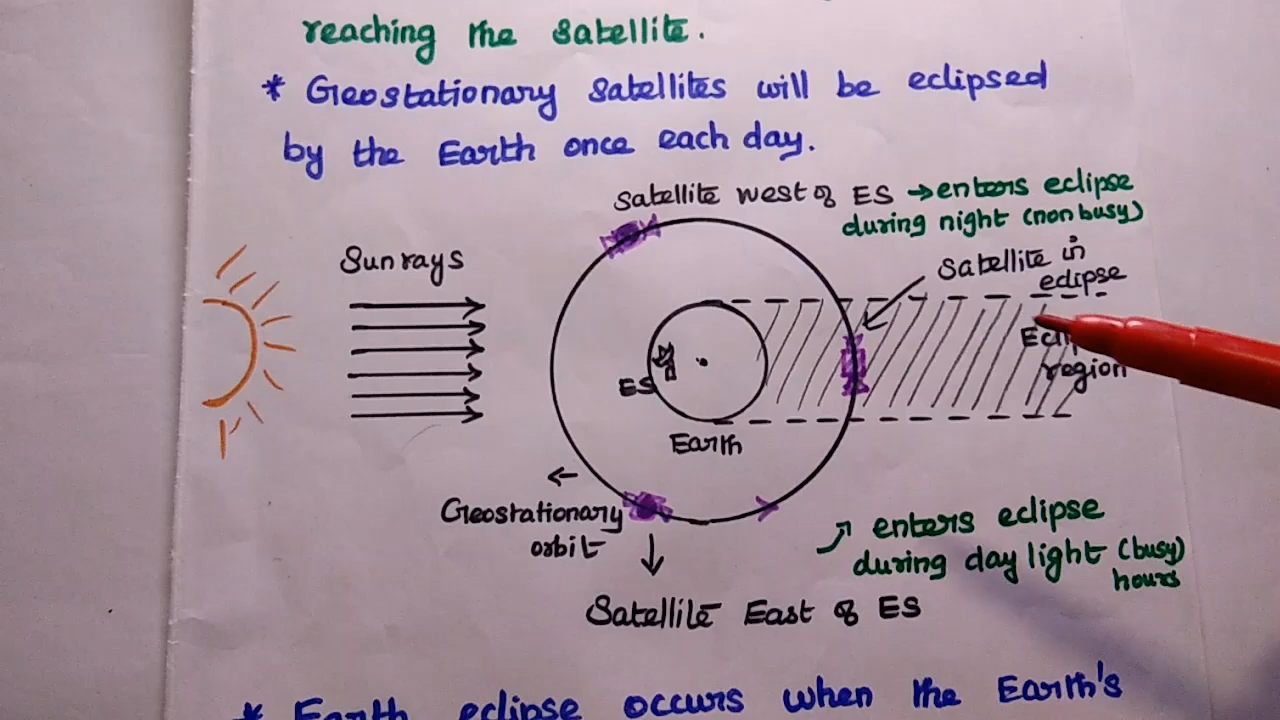 reaching the satellite.
* Geostationary satellites will be eclipsed
by the Earth once each day.
Satellite west of ES → enters eclipse
during night (non busy)
Sun rays
Satellite in
eclipse
region
ES
Earth
Geostationary
orbit
enters eclipse
during day light (busy)
hours
Satellite East of ES
* Earth eclipse occurs when the Earth's